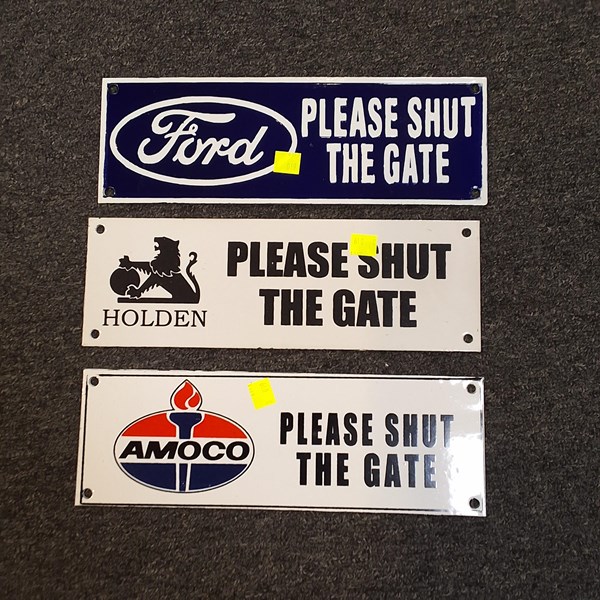 Ford
PLEASE SHUT
THE GATE
HOLDEN
PLEASE SHUT
THE GATE
AMOCO
PLEASE SHUT
THE GATE